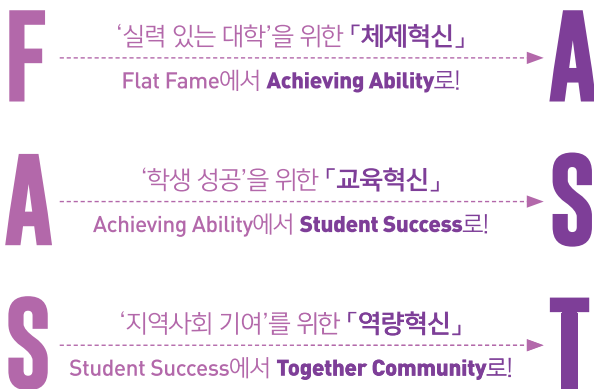 F
‘실력 있는 대학’을 위한 「체제혁신」
Flat Fame에서 Achieving Ability로!
A
A
‘학생 성공’을 위한 「교육혁신」
Achieving Ability에서 Student Success로!
S
S
‘지역사회 기여’를 위한 「역량혁신」
Student Success에서 Together Community로!
T